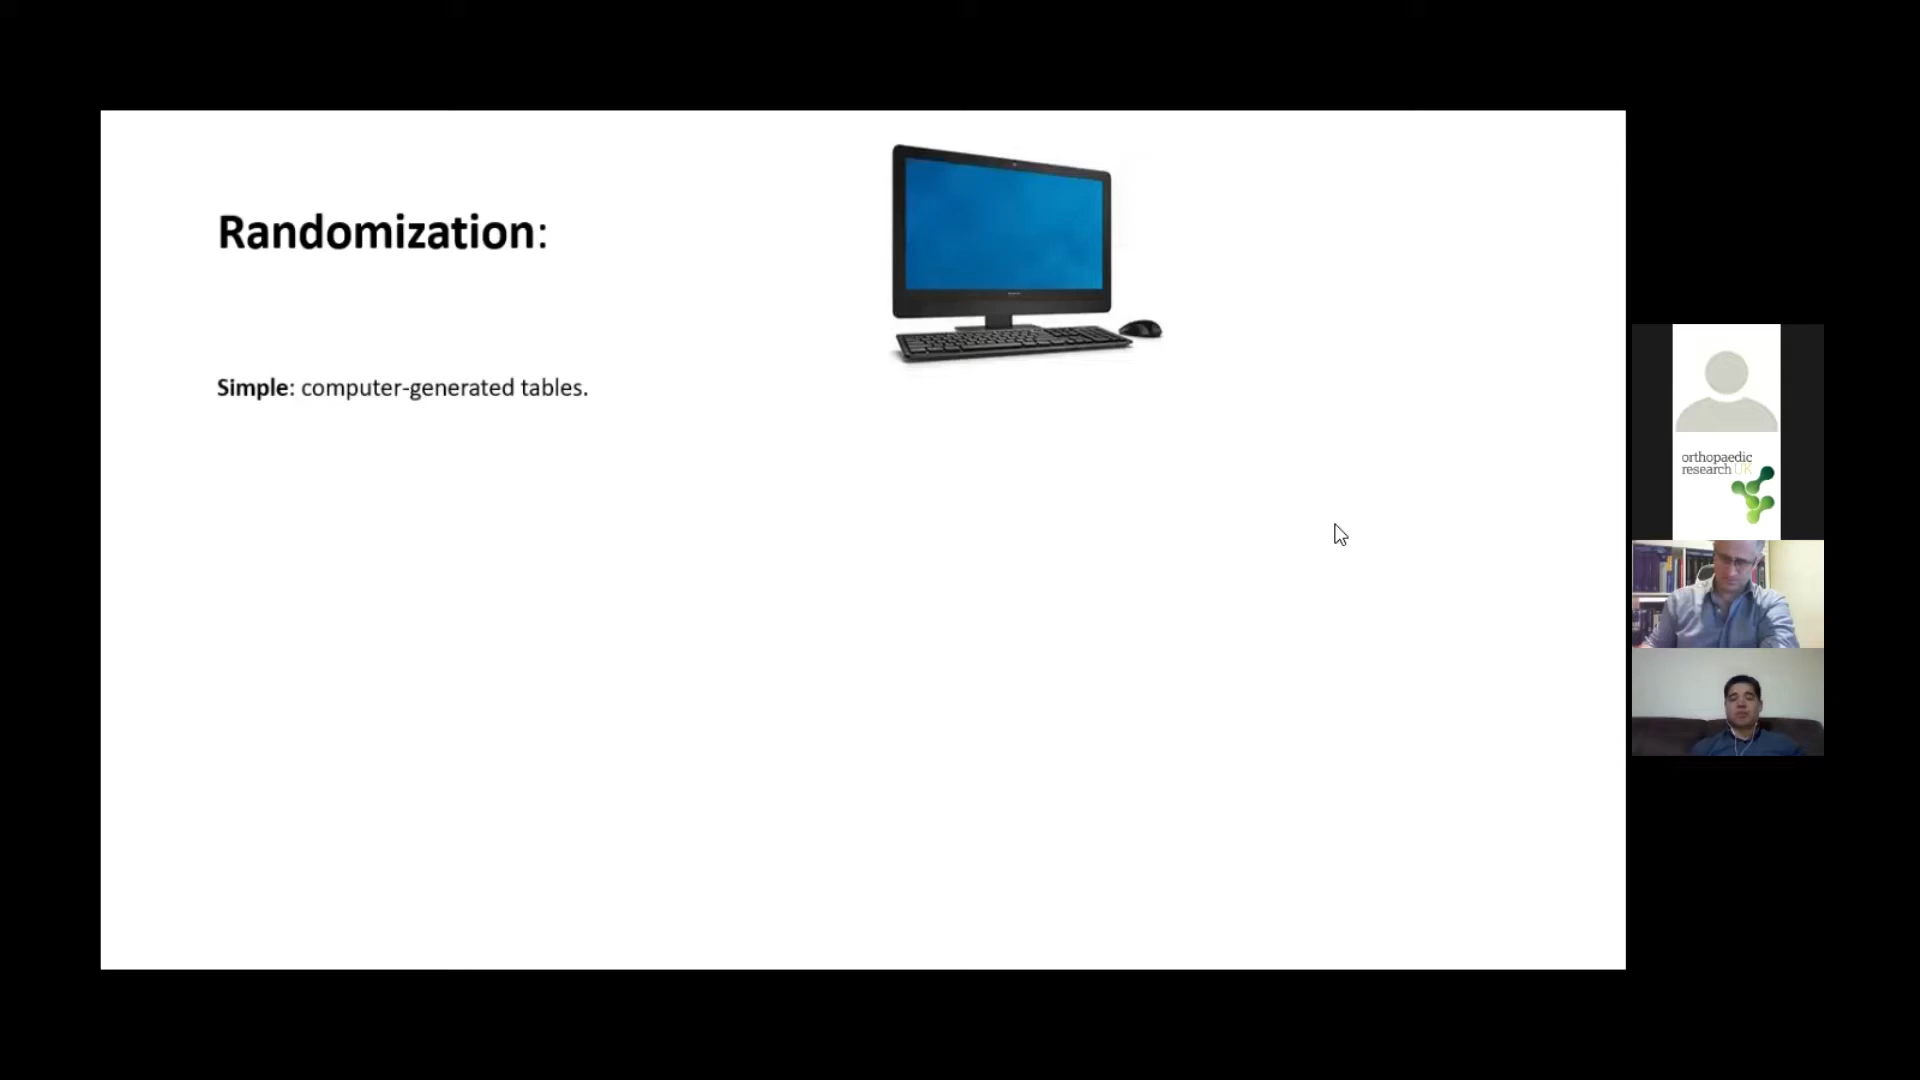 Randomization:
Simple: computer-generated tables.
orthopaedic
research UK